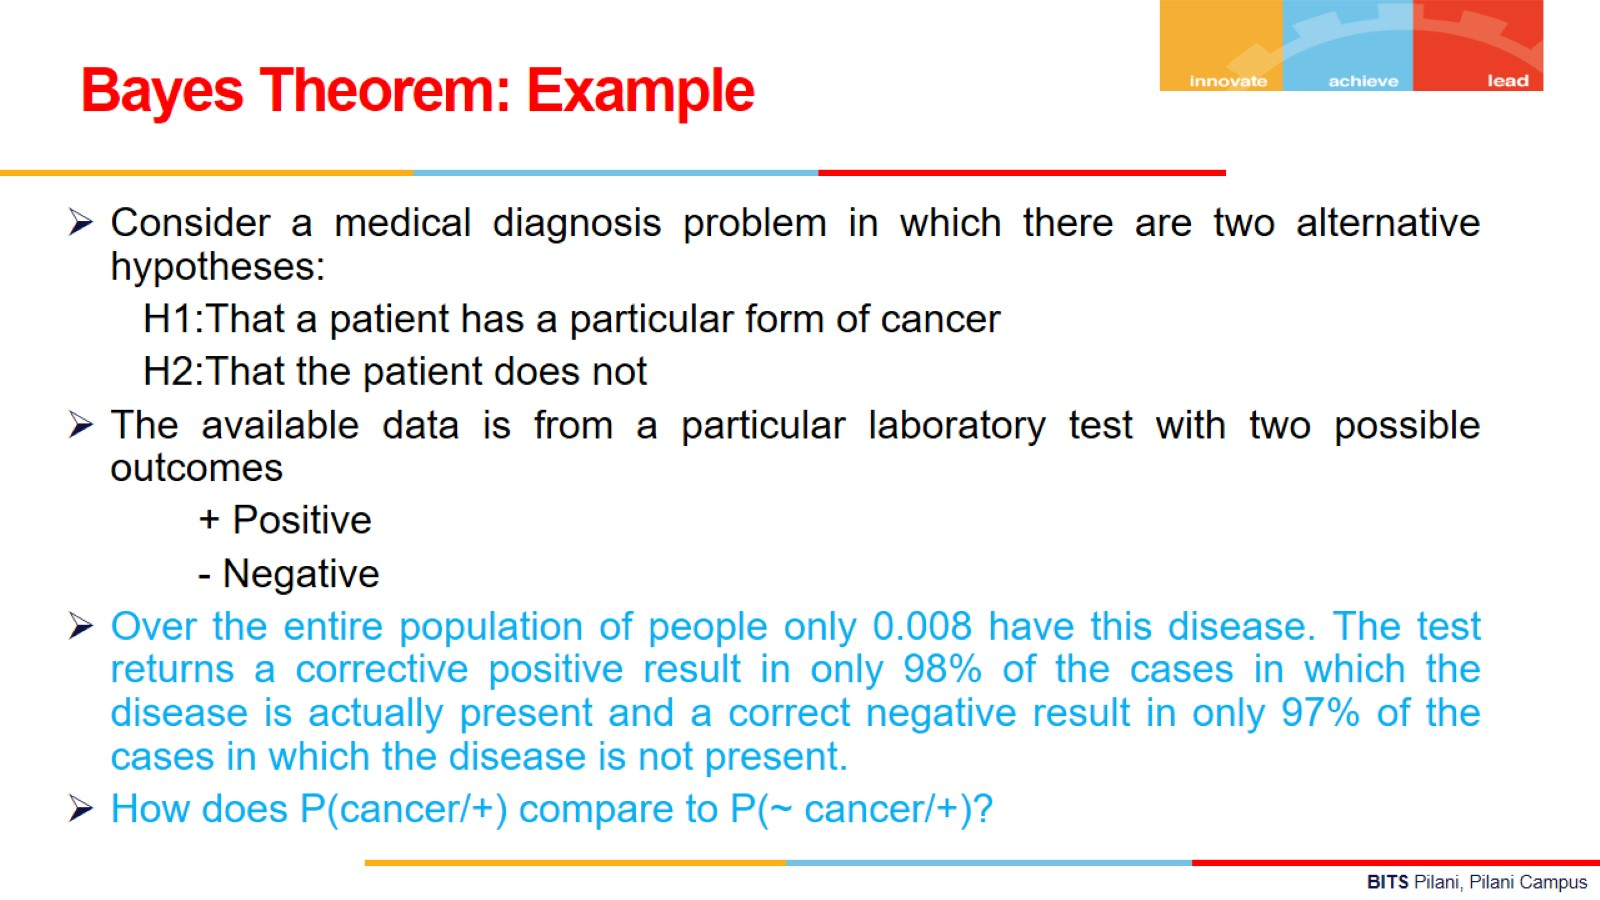 innovate achieve lead
Bayes Theorem: Example
➢ Consider a medical diagnosis problem in which there are two alternative
hypotheses:
H1:That a patient has a particular form of cancer
H2:That the patient does not
➢ The available data is from a particular laboratory test with two possible
outcomes
+ Positive
- Negative
➢ Over the entire population of people only 0.008 have this disease. The test
returns a corrective positive result in only 98% of the cases in which the
disease is actually present and a correct negative result in only 97% of the
cases in which the disease is not present.
➢ How does P(cancer/+) compare to P(~ cancer/+)?
BITS Pilani, Pilani Campus